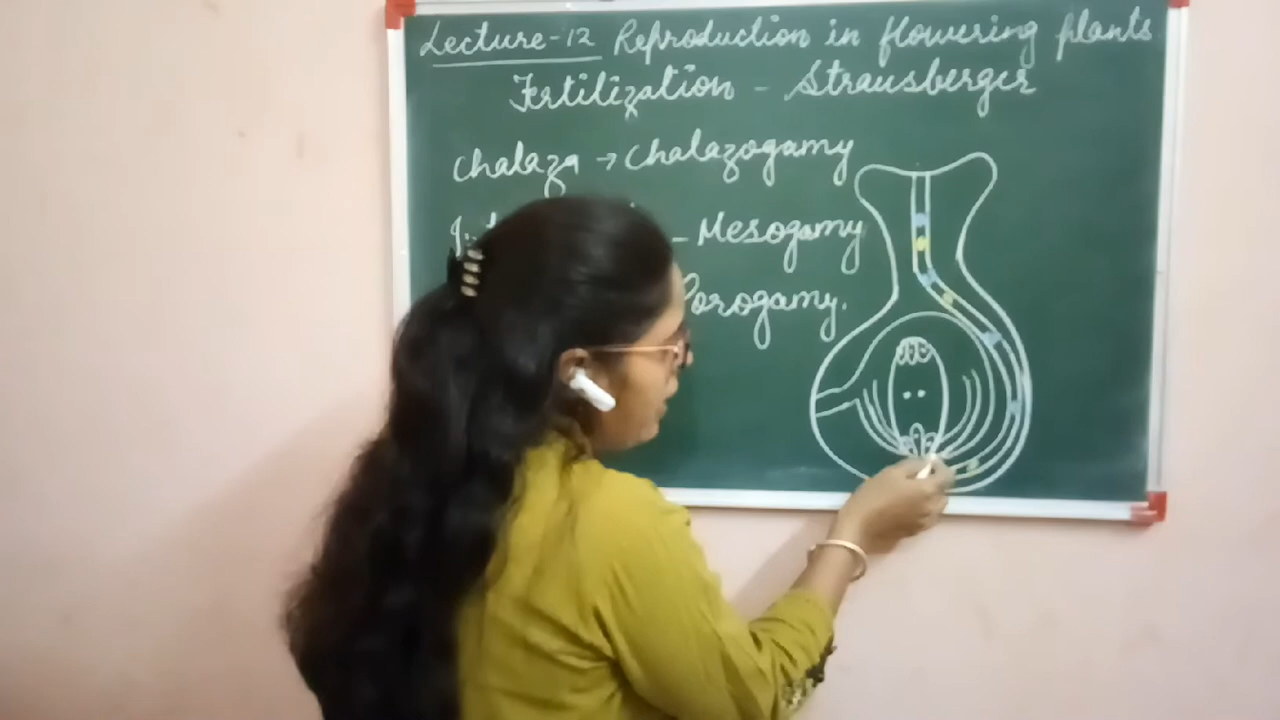 Lecture-12 Reproduction in flowering plants
Fertilization - Strausberger
Chalaza → Chalazogamy
- Mesogamy
Porogamy.